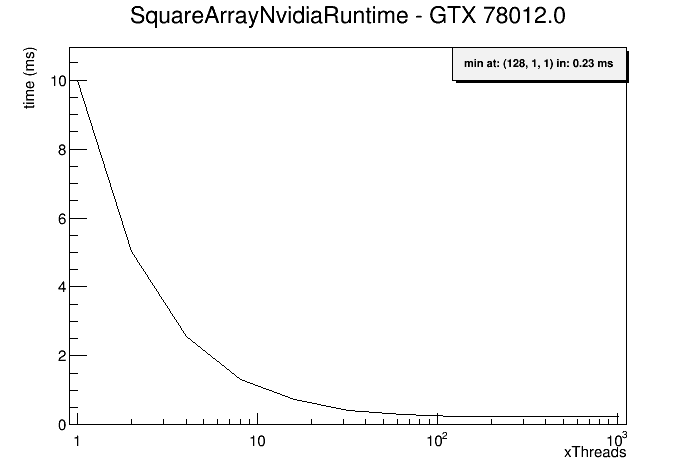 SquareArrayNvidiaRuntime - GTX 78012.0
min at: (128, 1, 1) in: 0.23 ms
time (ms)
10
8
6
4
2
0
1 10 10² 10³
xThreads